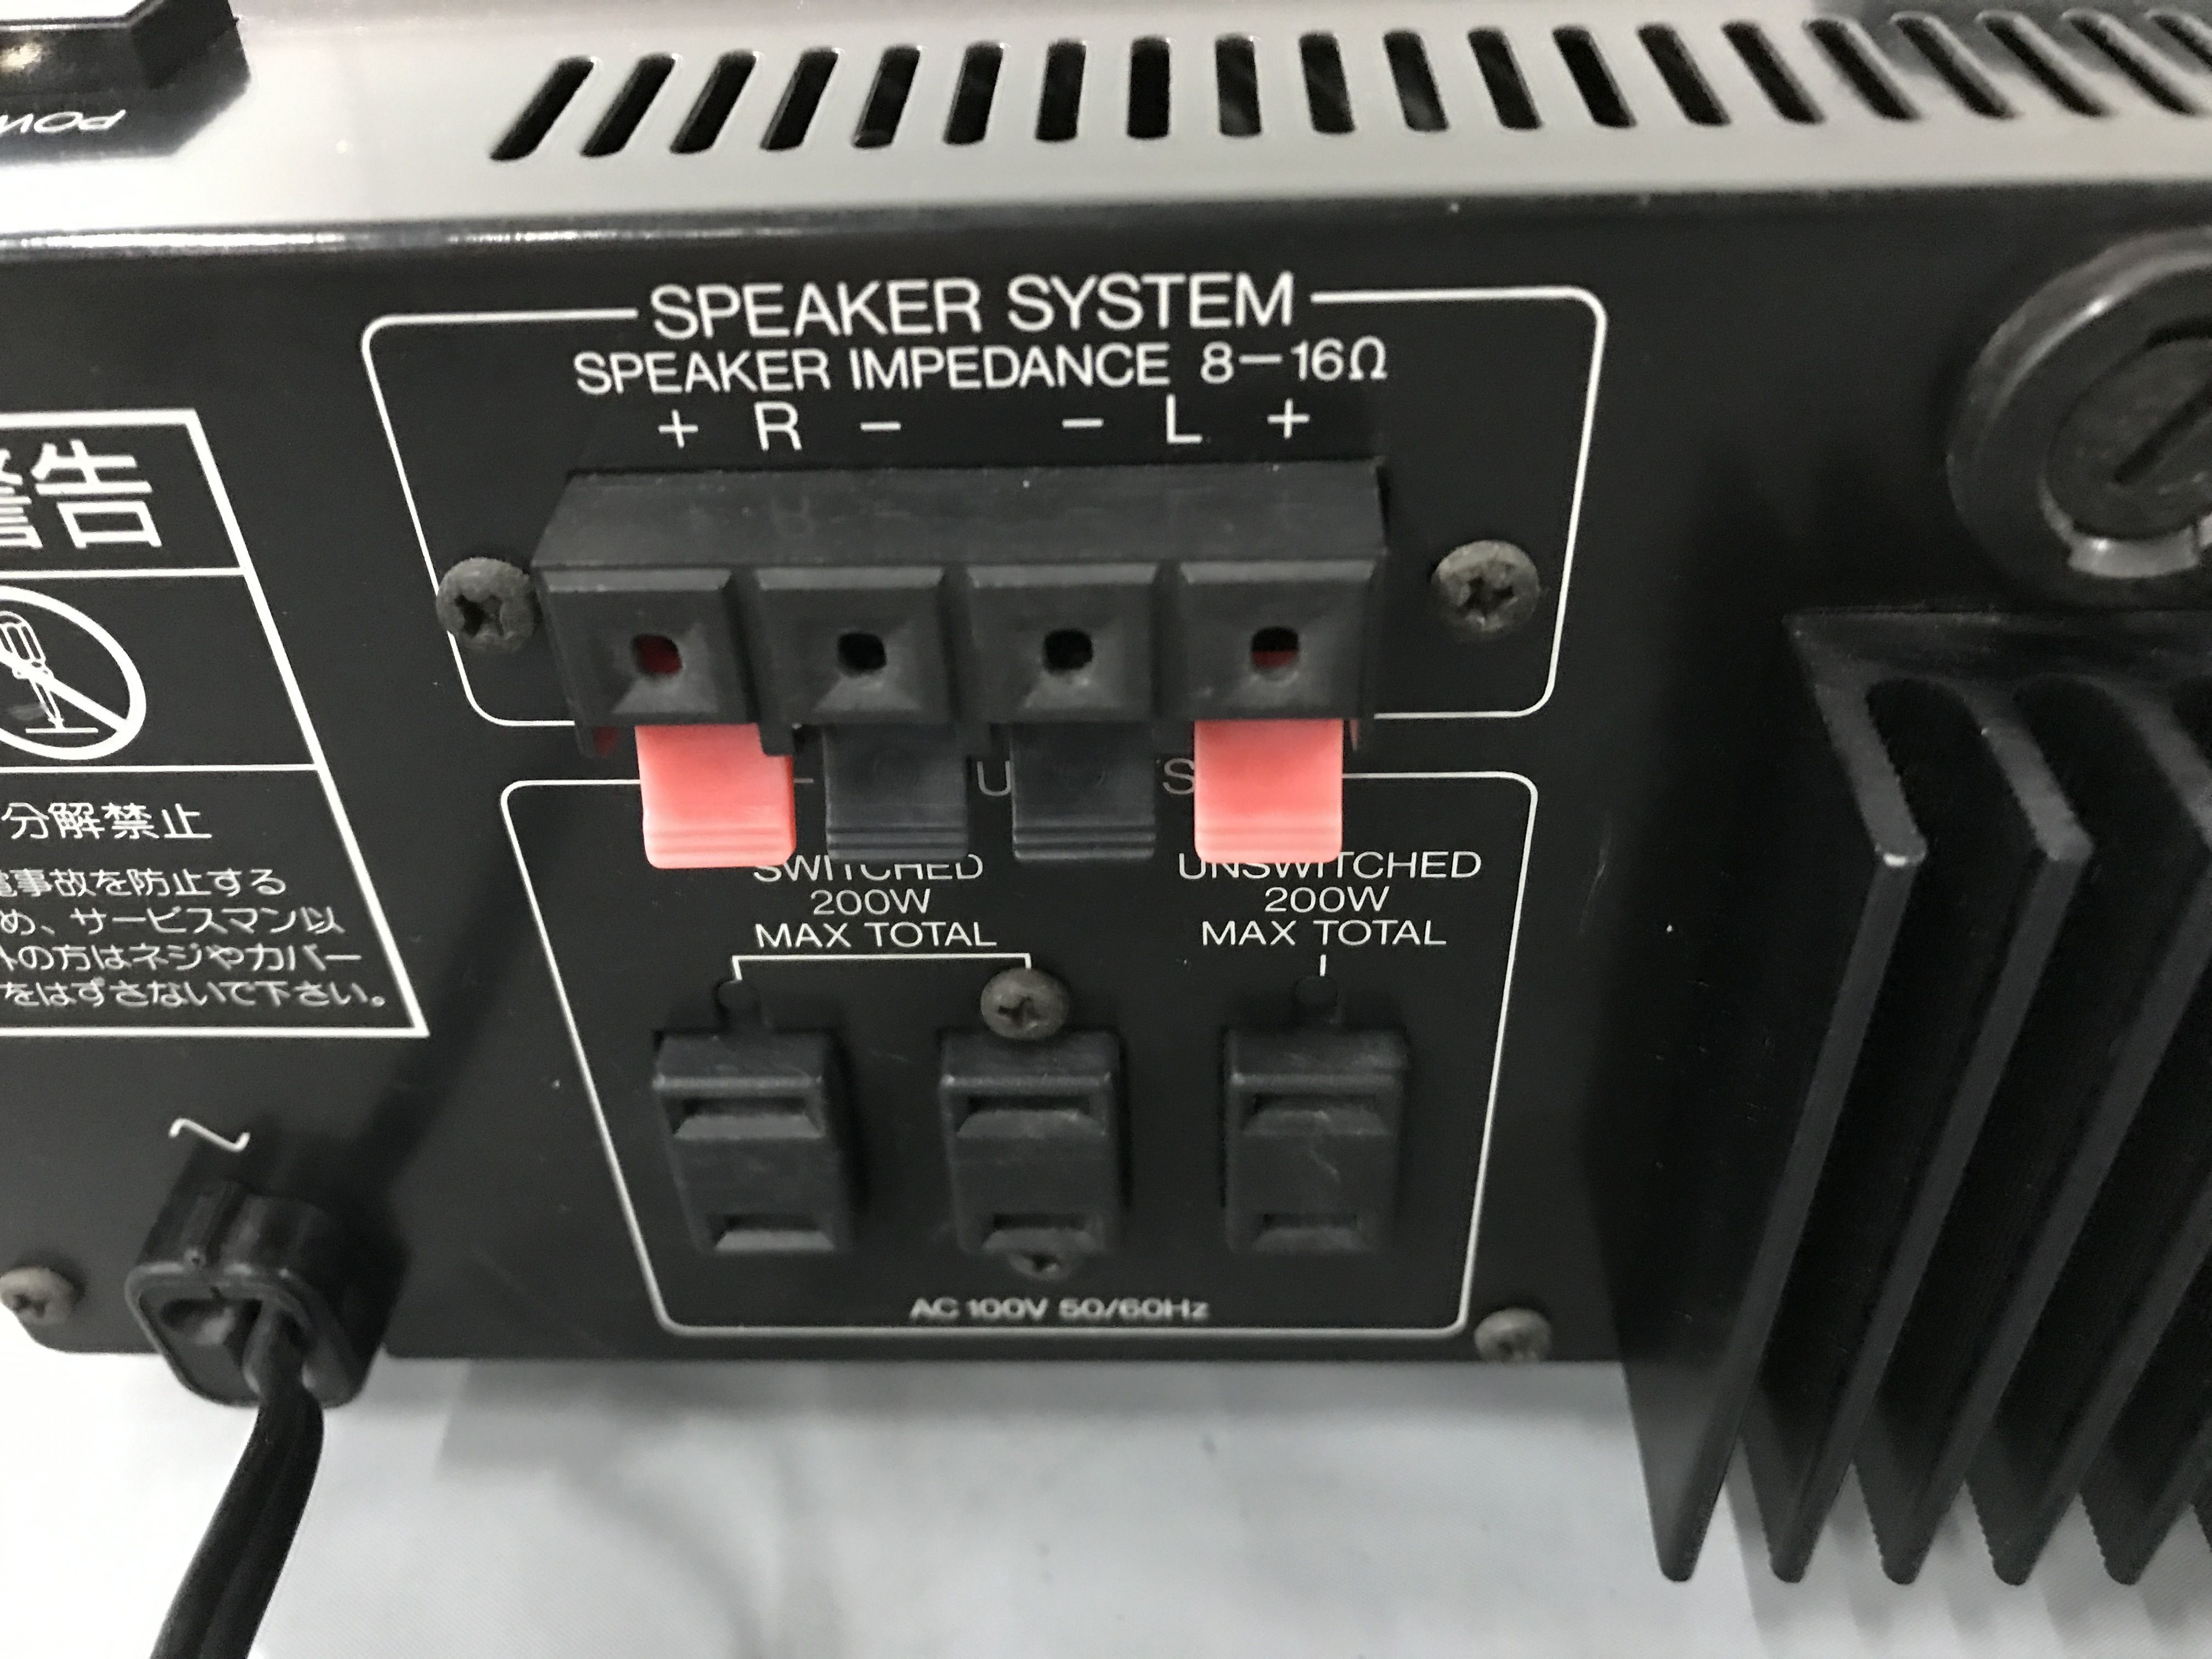 SPEAKER SYSTEM
SPEAKER IMPEDANCE 8–16Ω
+ R − − L +
警告
分解禁止
事故を防止する
め、サービスマン以
の方はネジやカバー
をはずさないで下さい。
SWITCHED
200W
MAX TOTAL
UNSWITCHED
200W
MAX TOTAL
~
AC 100V 50/60Hz